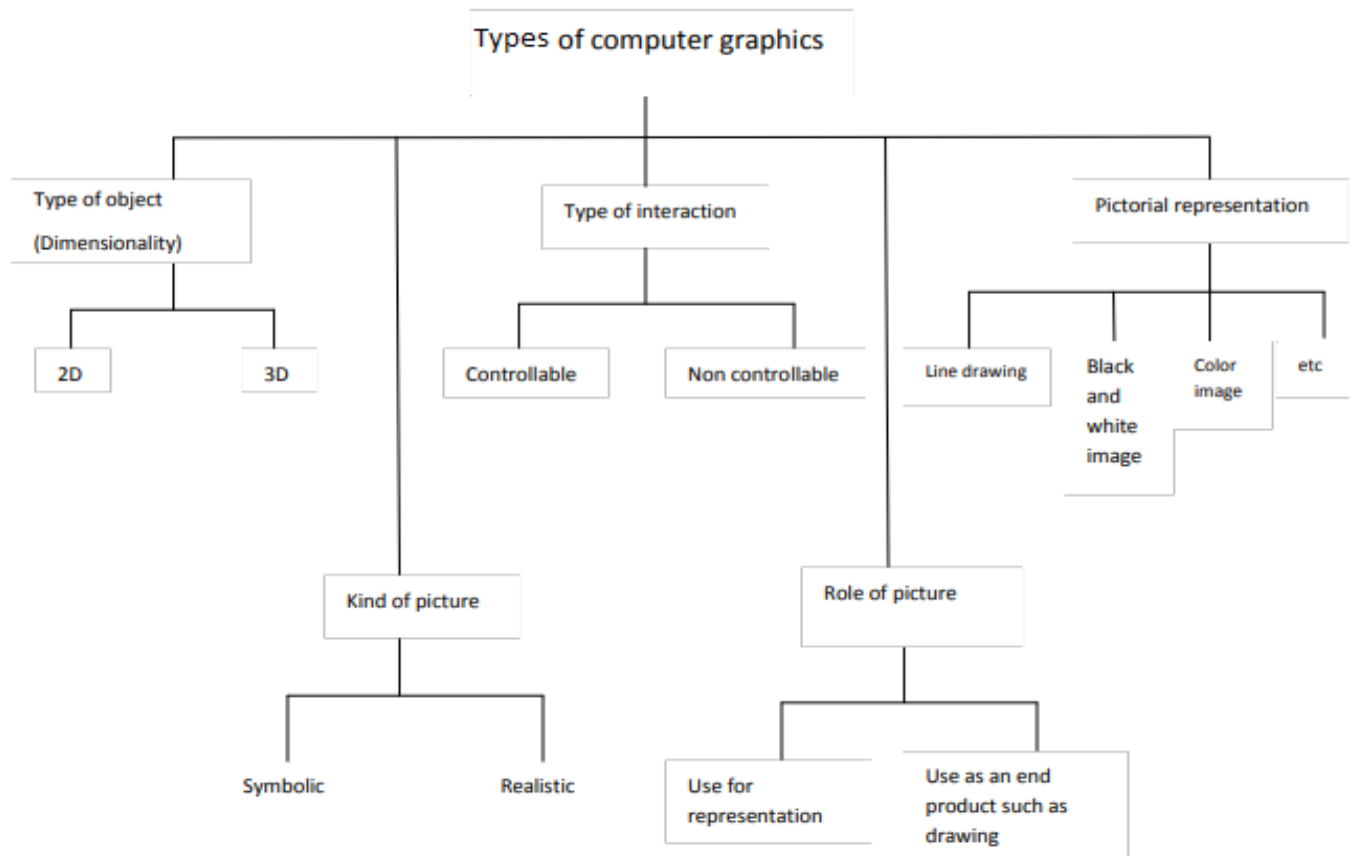 Types of computer graphics
Type of object
(Dimensionality)
Type of interaction
Pictorial representation
2D
3D
Controllable
Non controllable
Line drawing
Black
and
white
image
Color
image
etc
Kind of picture
Role of picture
Symbolic
Realistic
Use for
representation
Use as an end
product such as
drawing